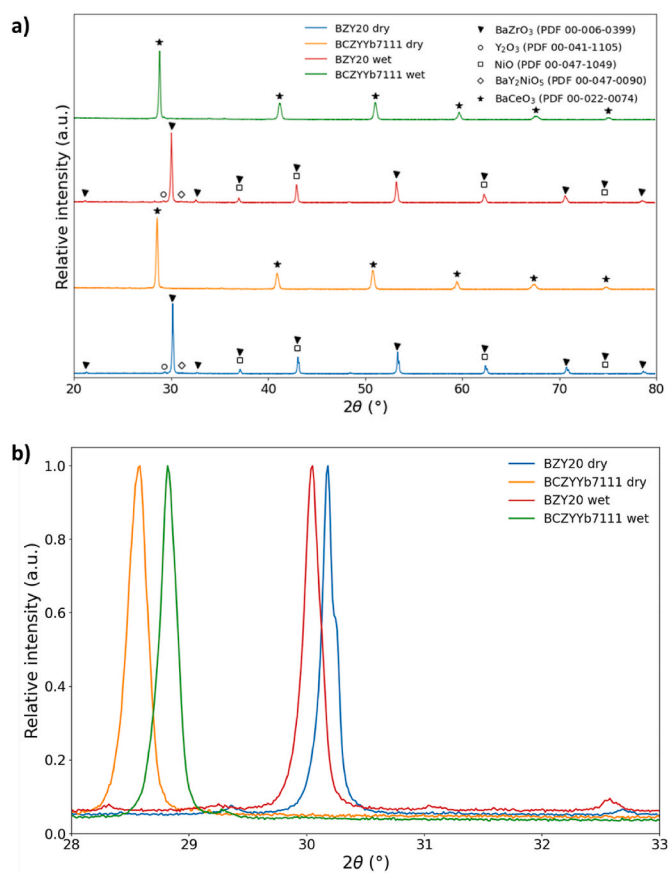 a)
BZY20 dry
BCZYYb7111 dry
BZY20 wet
BCZYYb7111 wet
BaZrO₃ (PDF 00-006-0399)
Y₂O₃ (PDF 00-041-1105)
NiO (PDF 00-047-1049)
BaY₂NiO₅ (PDF 00-047-0090)
BaCeO₃ (PDF 00-022-0074)
Relative intensity (a.u.)
20 30 40 50 60 70 80
2θ (°)
b)
BZY20 dry
BCZYYb7111 dry
BZY20 wet
BCZYYb7111 wet
Relative intensity (a.u.)
1.0
0.8
0.6
0.4
0.2
0.0
28 29 30 31 32 33
2θ (°)